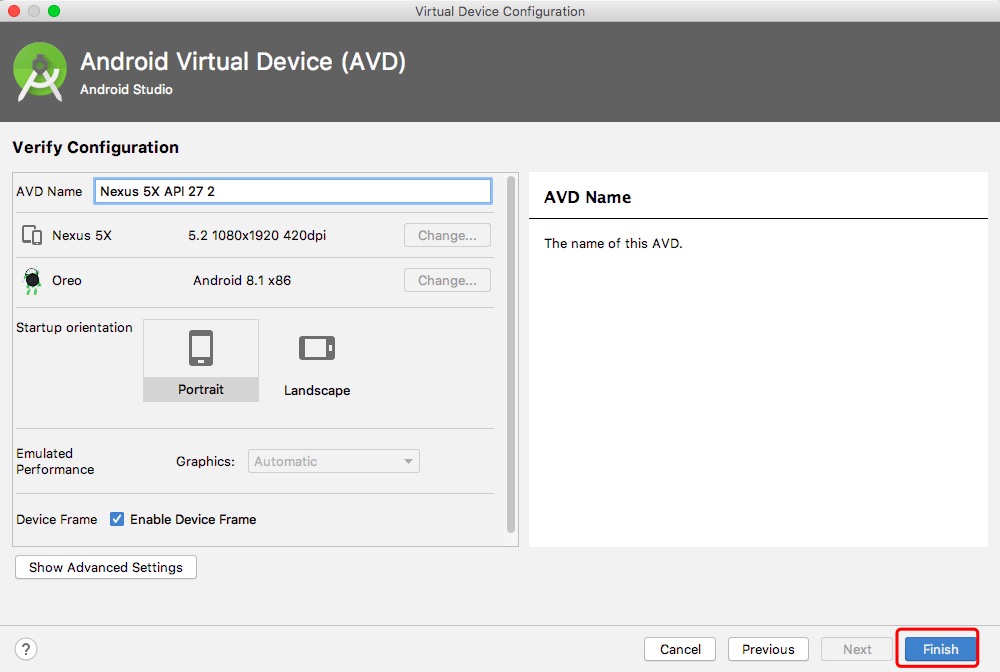 Virtual Device Configuration
Android Virtual Device (AVD)
Android Studio
Verify Configuration
AVD Name Nexus 5X API 27 2
Nexus 5X 5.2 1080x1920 420dpi Change...
Oreo Android 8.1 x86 Change...
Startup orientation
Portrait
Landscape
Emulated
Performance
Graphics: Automatic
Device Frame Enable Device Frame
Show Advanced Settings
AVD Name
The name of this AVD.
? Cancel Previous Next Finish